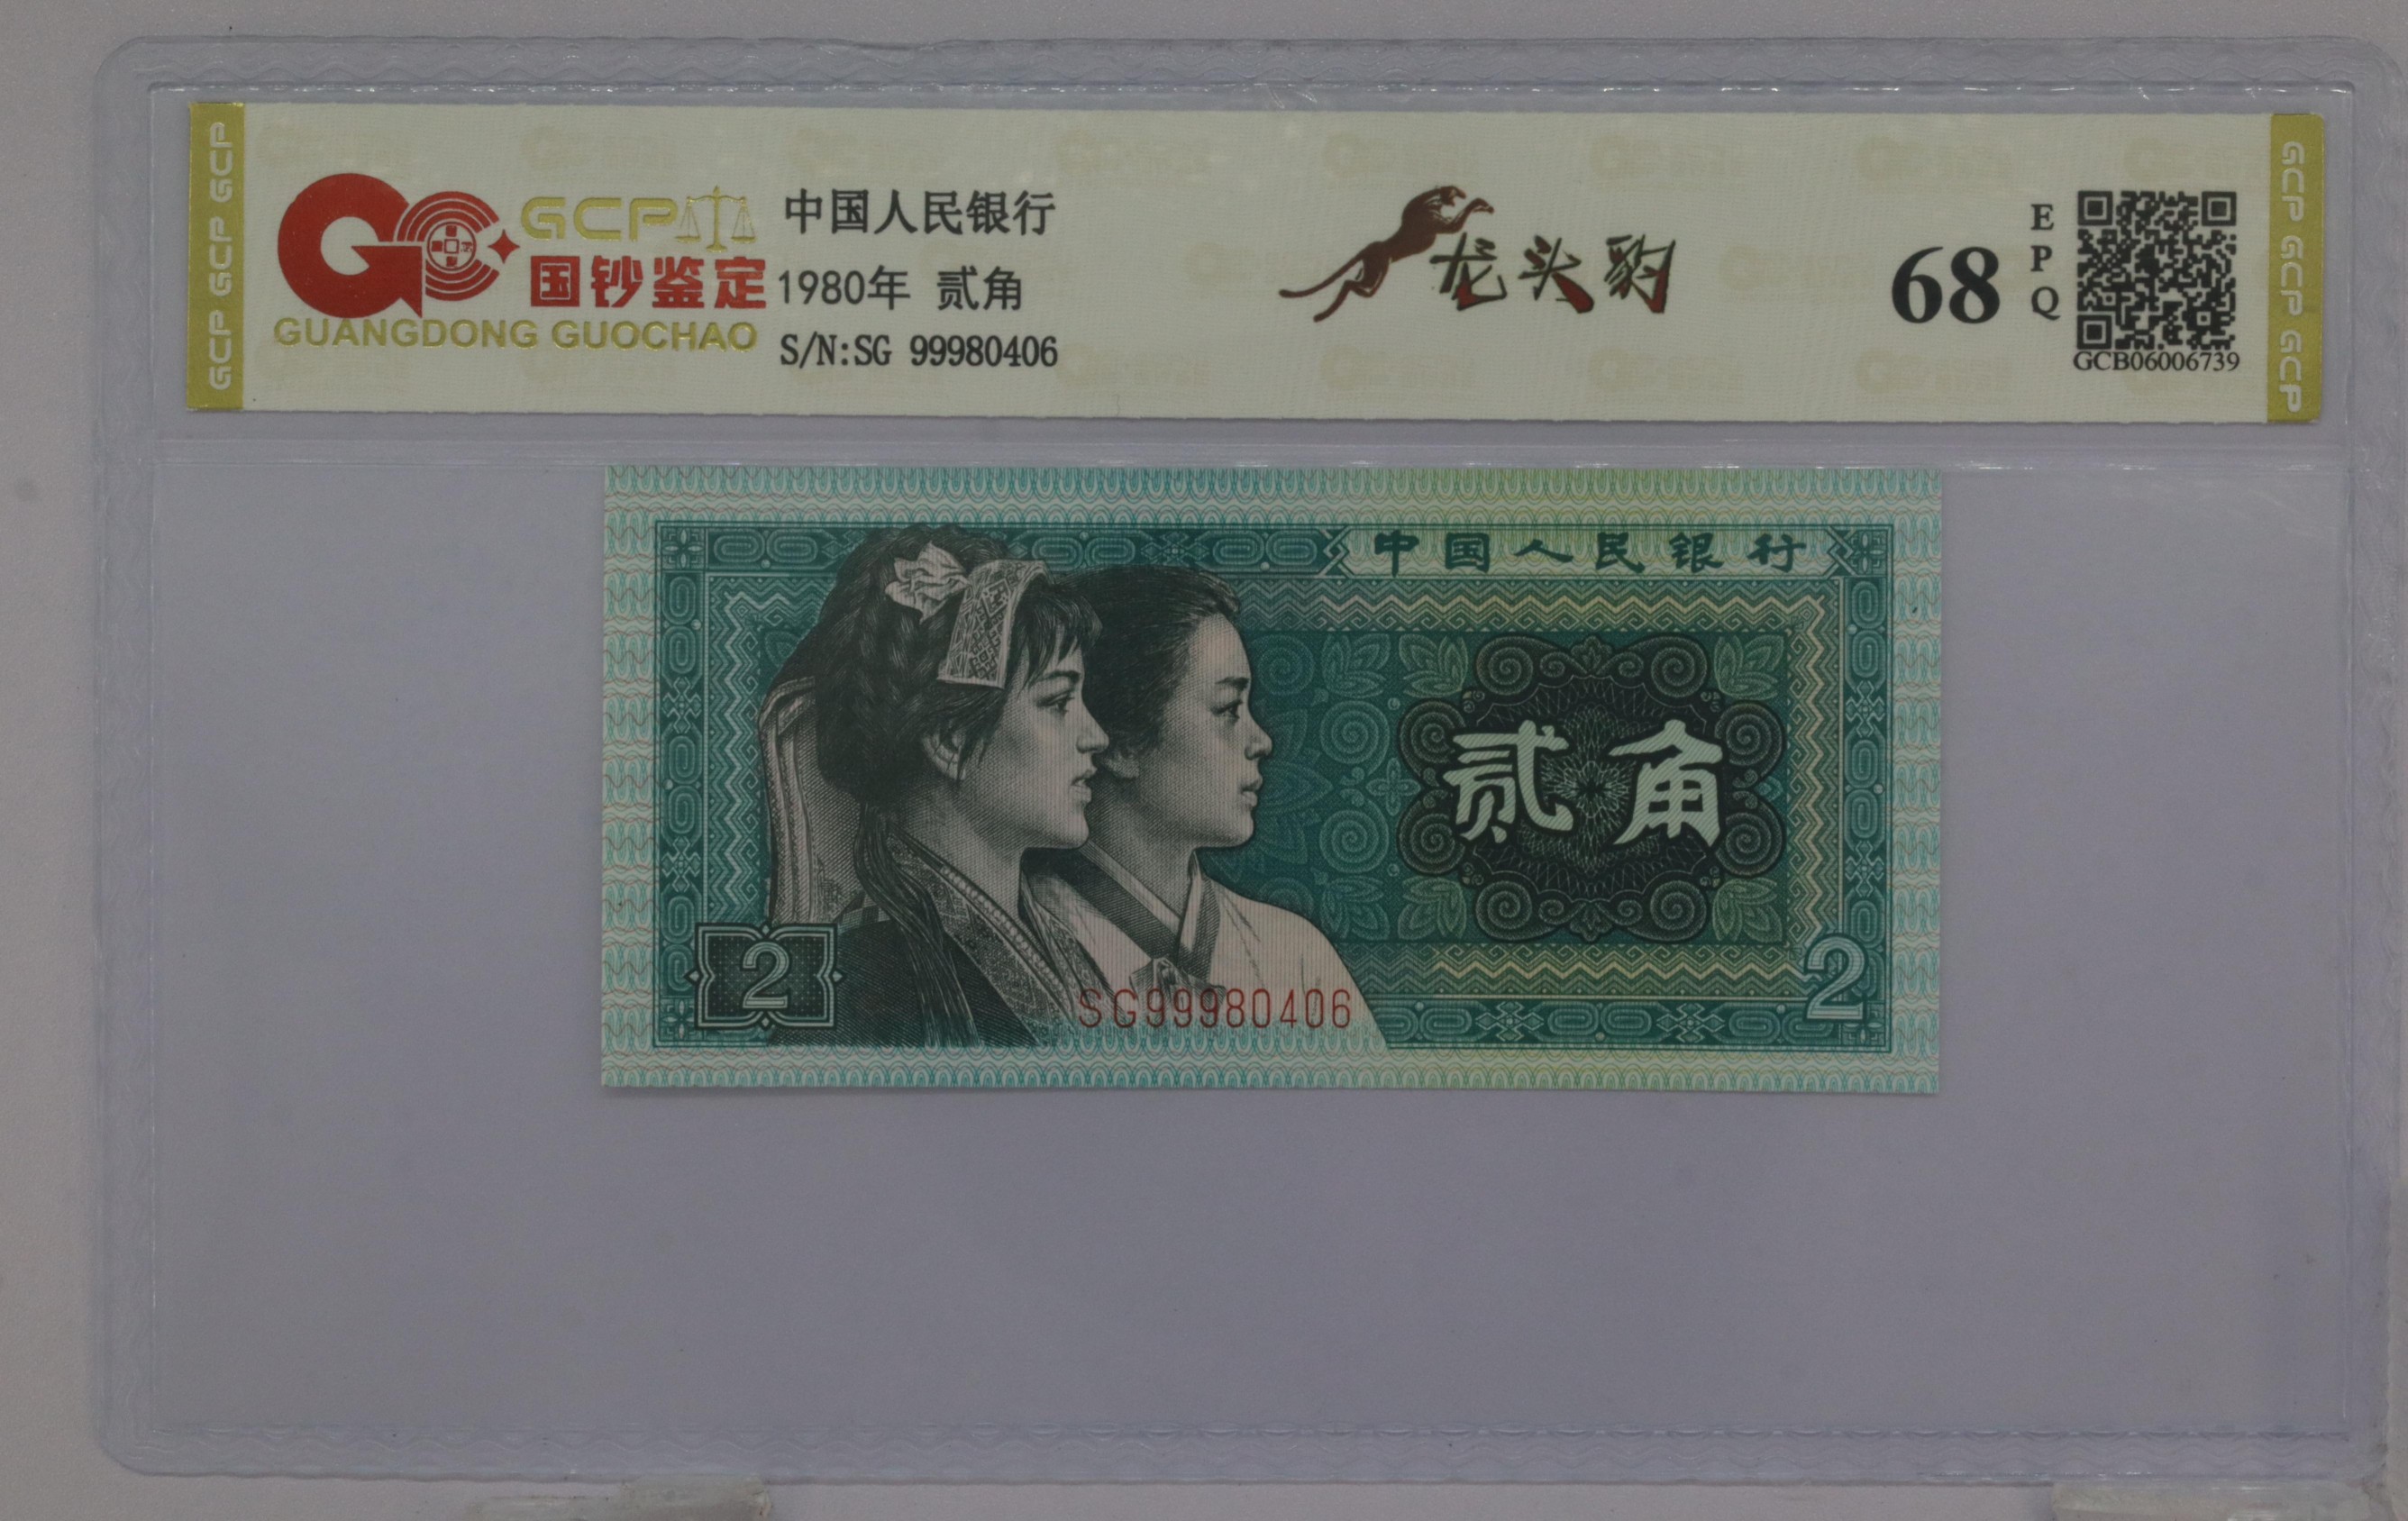 GCP GCP GCP
GCP
国钞鉴定
GUANGDONG GUOCHAO
中国人民银行
1980年 贰角
S/N:SG 99980406
龙头豹
68
EPQ
GCB06006739
GCP GCP GCP
中国人民银行
贰角
2
SG99980406
2